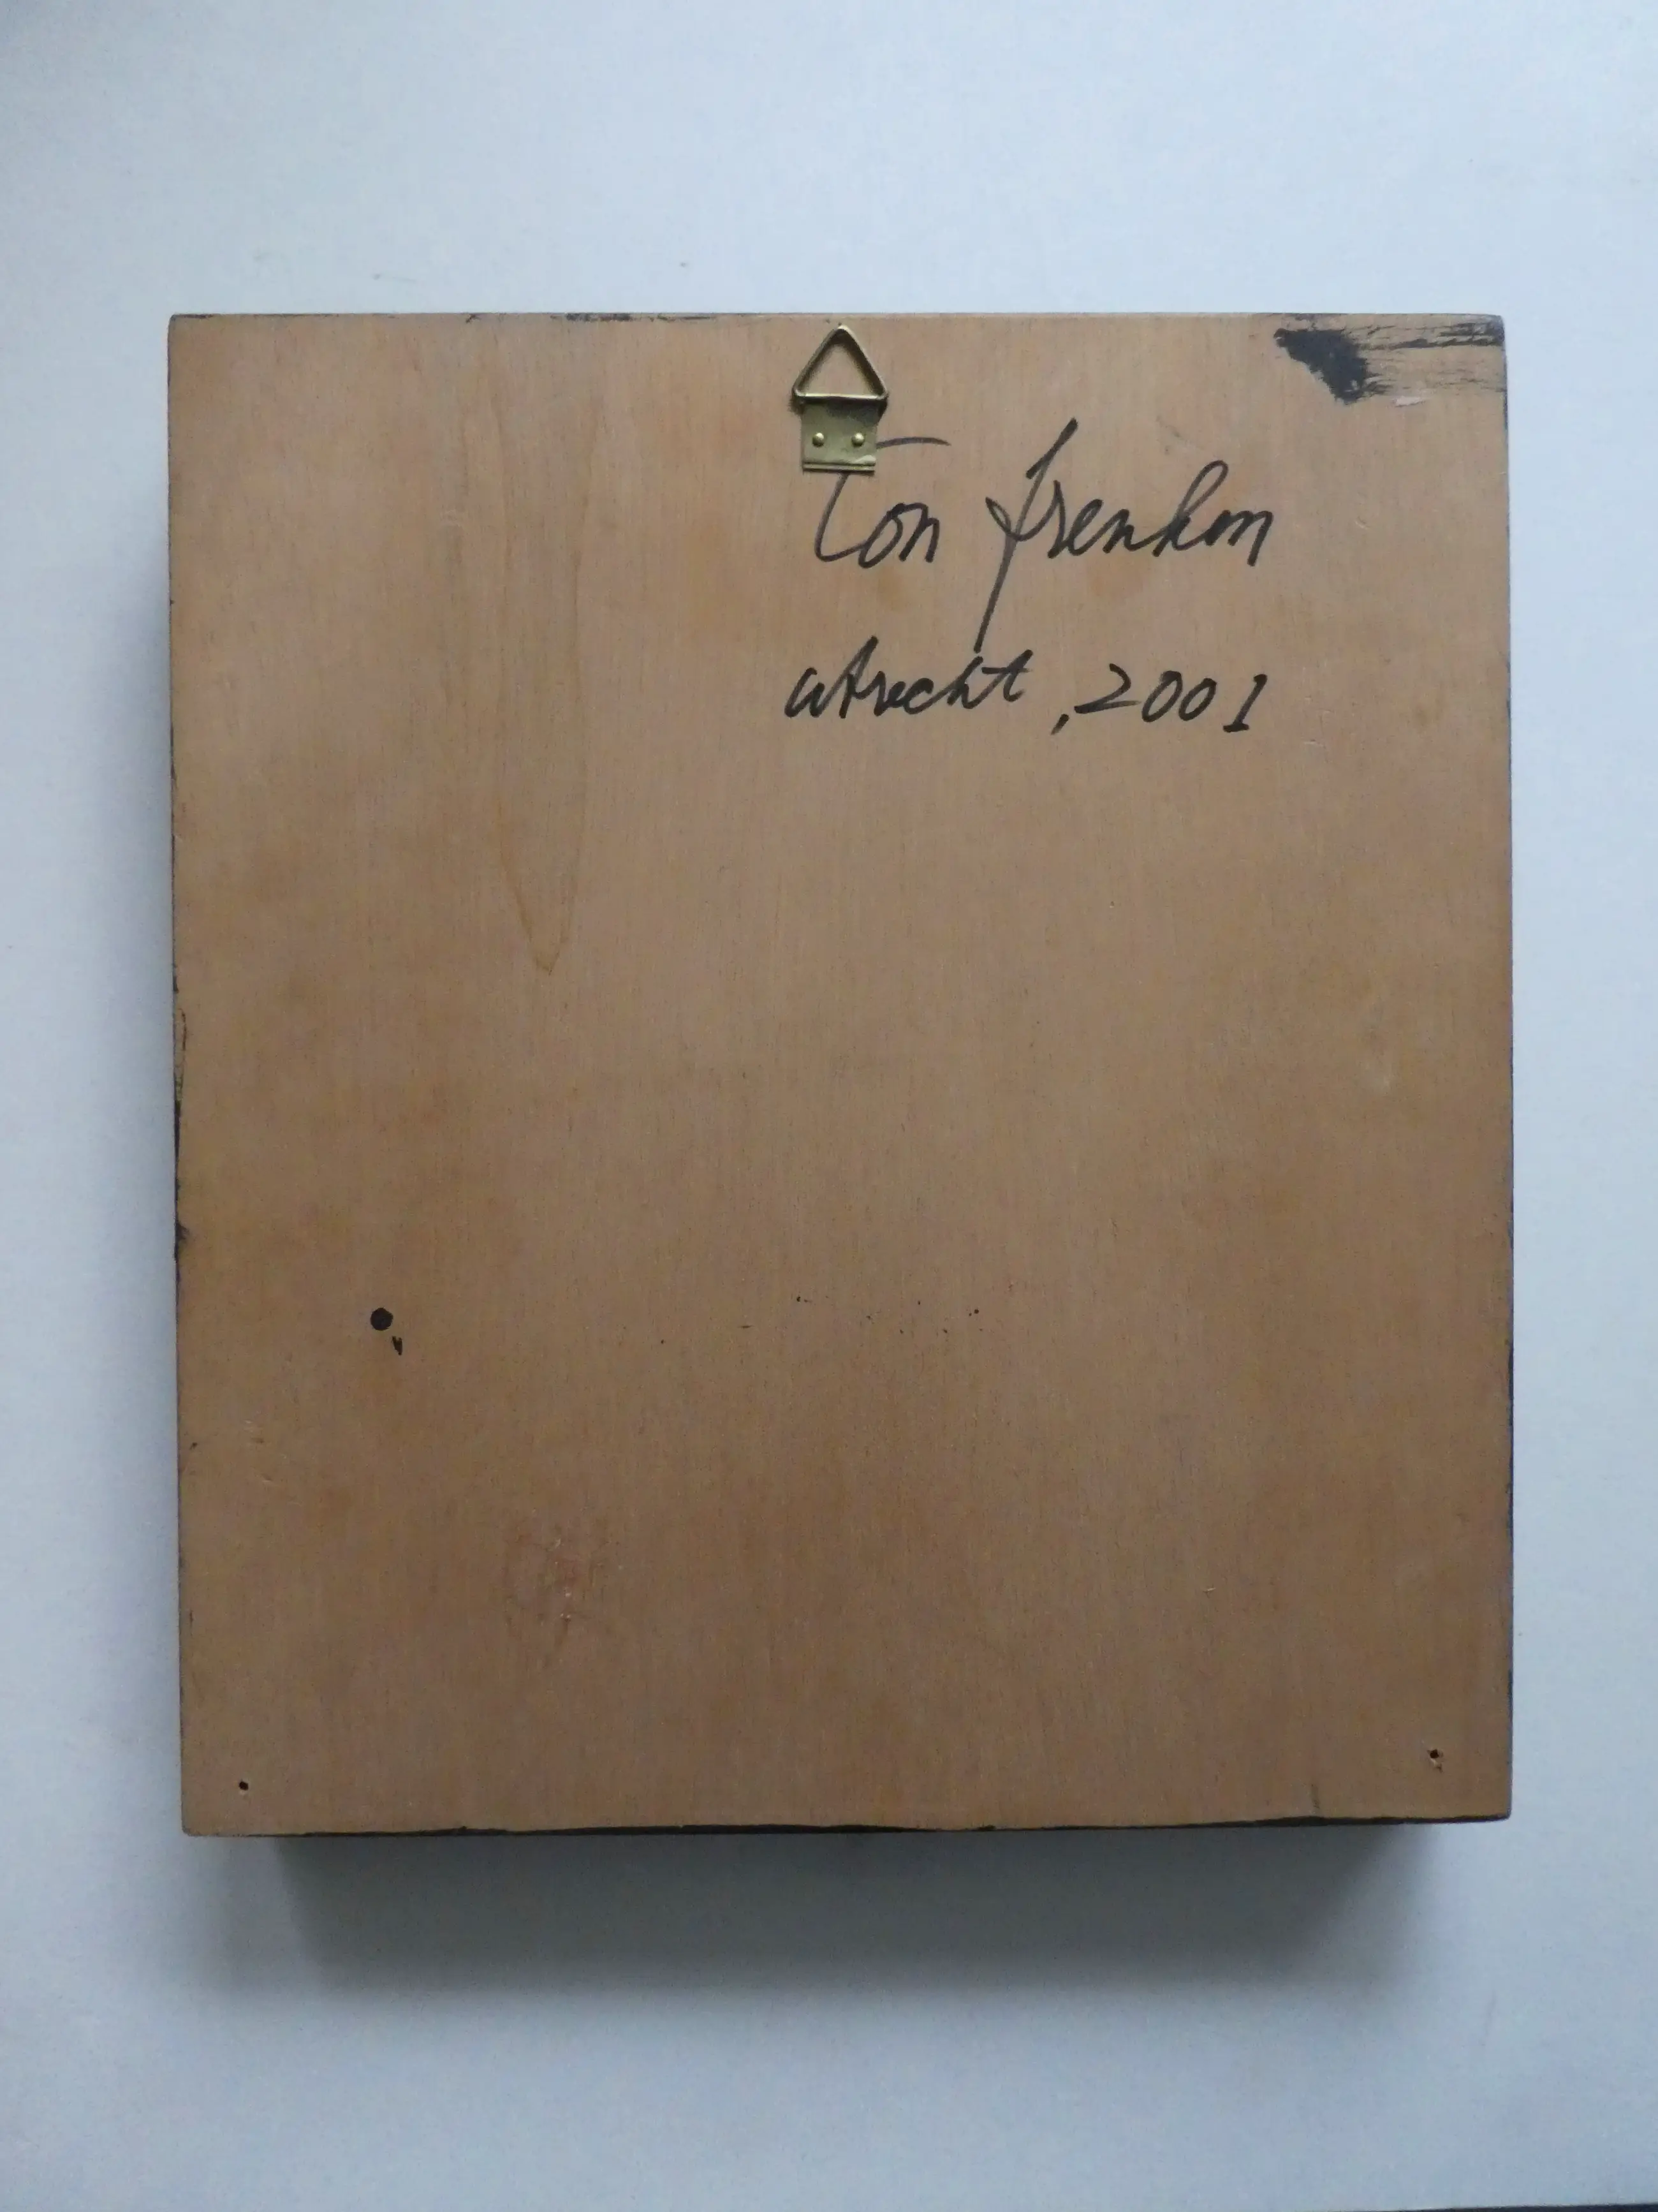 Ton Frenken
utrecht, 2001